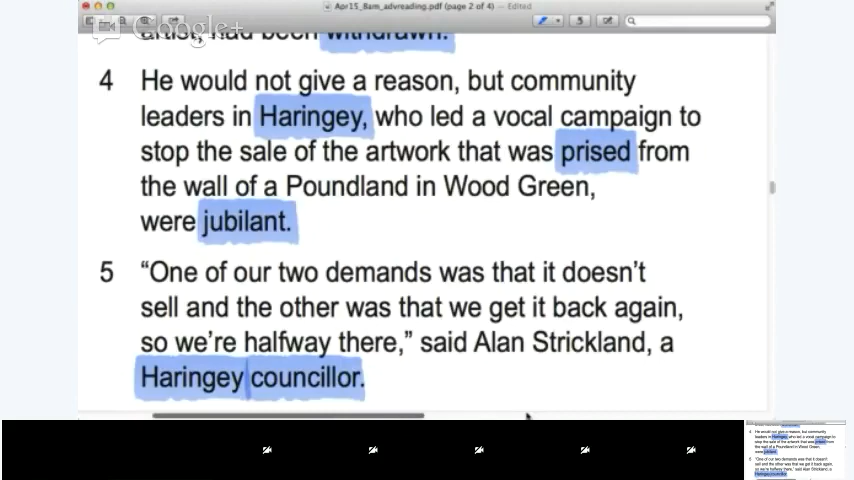 Apr15_8am_advreading.pdf (page 2 of 4) — Edited
Google+
artist, had been withdrawn.
4 He would not give a reason, but community
leaders in Haringey, who led a vocal campaign to
stop the sale of the artwork that was prised from
the wall of a Poundland in Wood Green,
were jubilant.
5 “One of our two demands was that it doesn’t
sell and the other was that we get it back again,
so we’re halfway there,” said Alan Strickland, a
Haringey councillor.